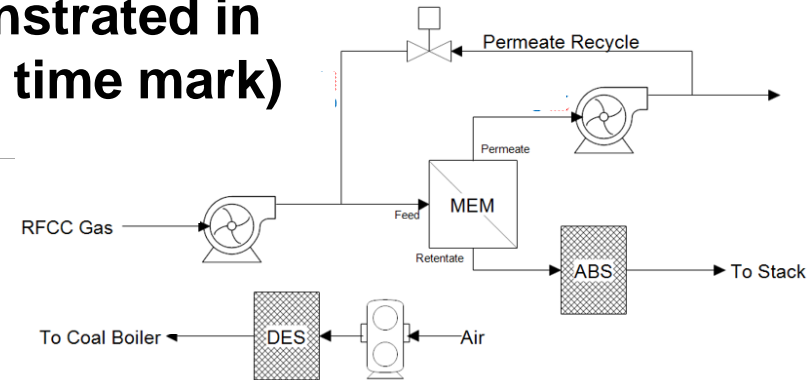 nstrated in
time mark)
Permeate Recycle
Permeate
RFCC Gas
Feed
MEM
Retentate
ABS
To Stack
To Coal Boiler
DES
Air